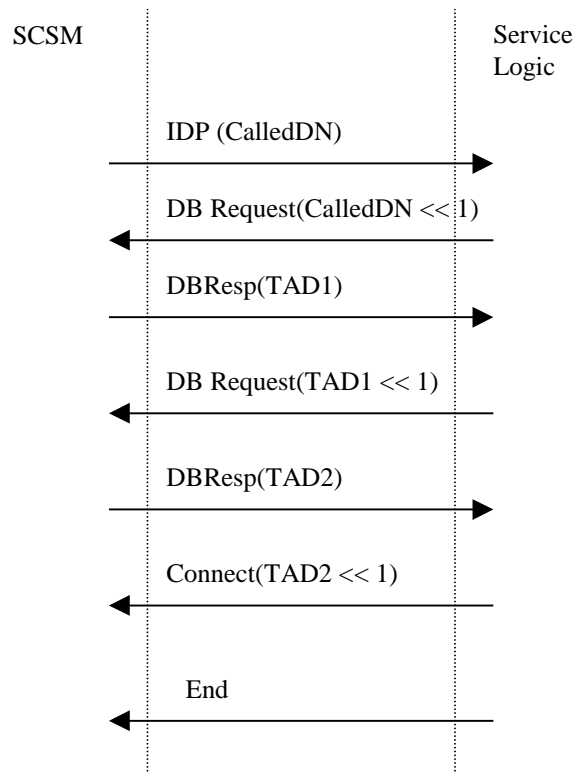 SCSM
Service
Logic
IDP (CalledDN)
DB Request(CalledDN << 1)
DBResp(TAD1)
DB Request(TAD1 << 1)
DBResp(TAD2)
Connect(TAD2 << 1)
End